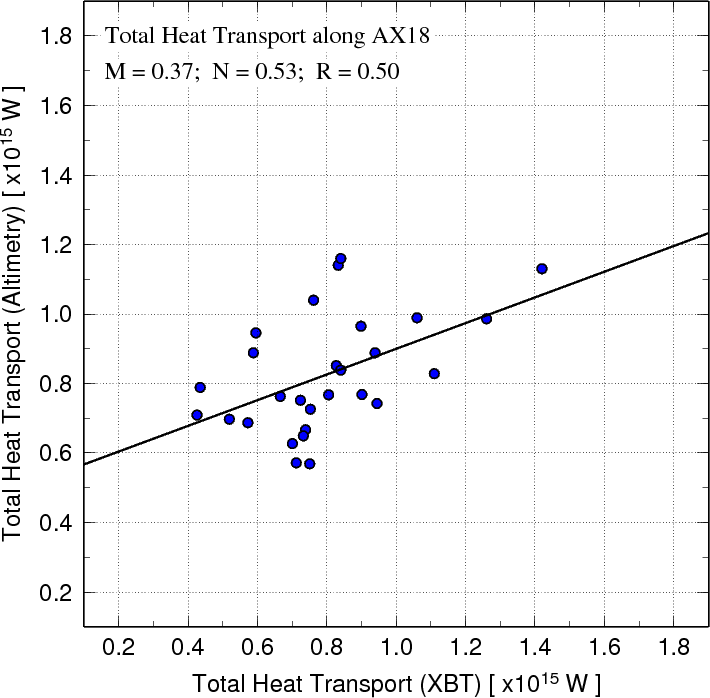 Total Heat Transport along AX18
M = 0.37; N = 0.53; R = 0.50
Total Heat Transport (Altimetry) [ x10¹⁵ W ]
1.8
1.6
1.4
1.2
1.0
0.8
0.6
0.4
0.2
0.2 0.4 0.6 0.8 1.0 1.2 1.4 1.6 1.8
Total Heat Transport (XBT) [ x10¹⁵ W ]